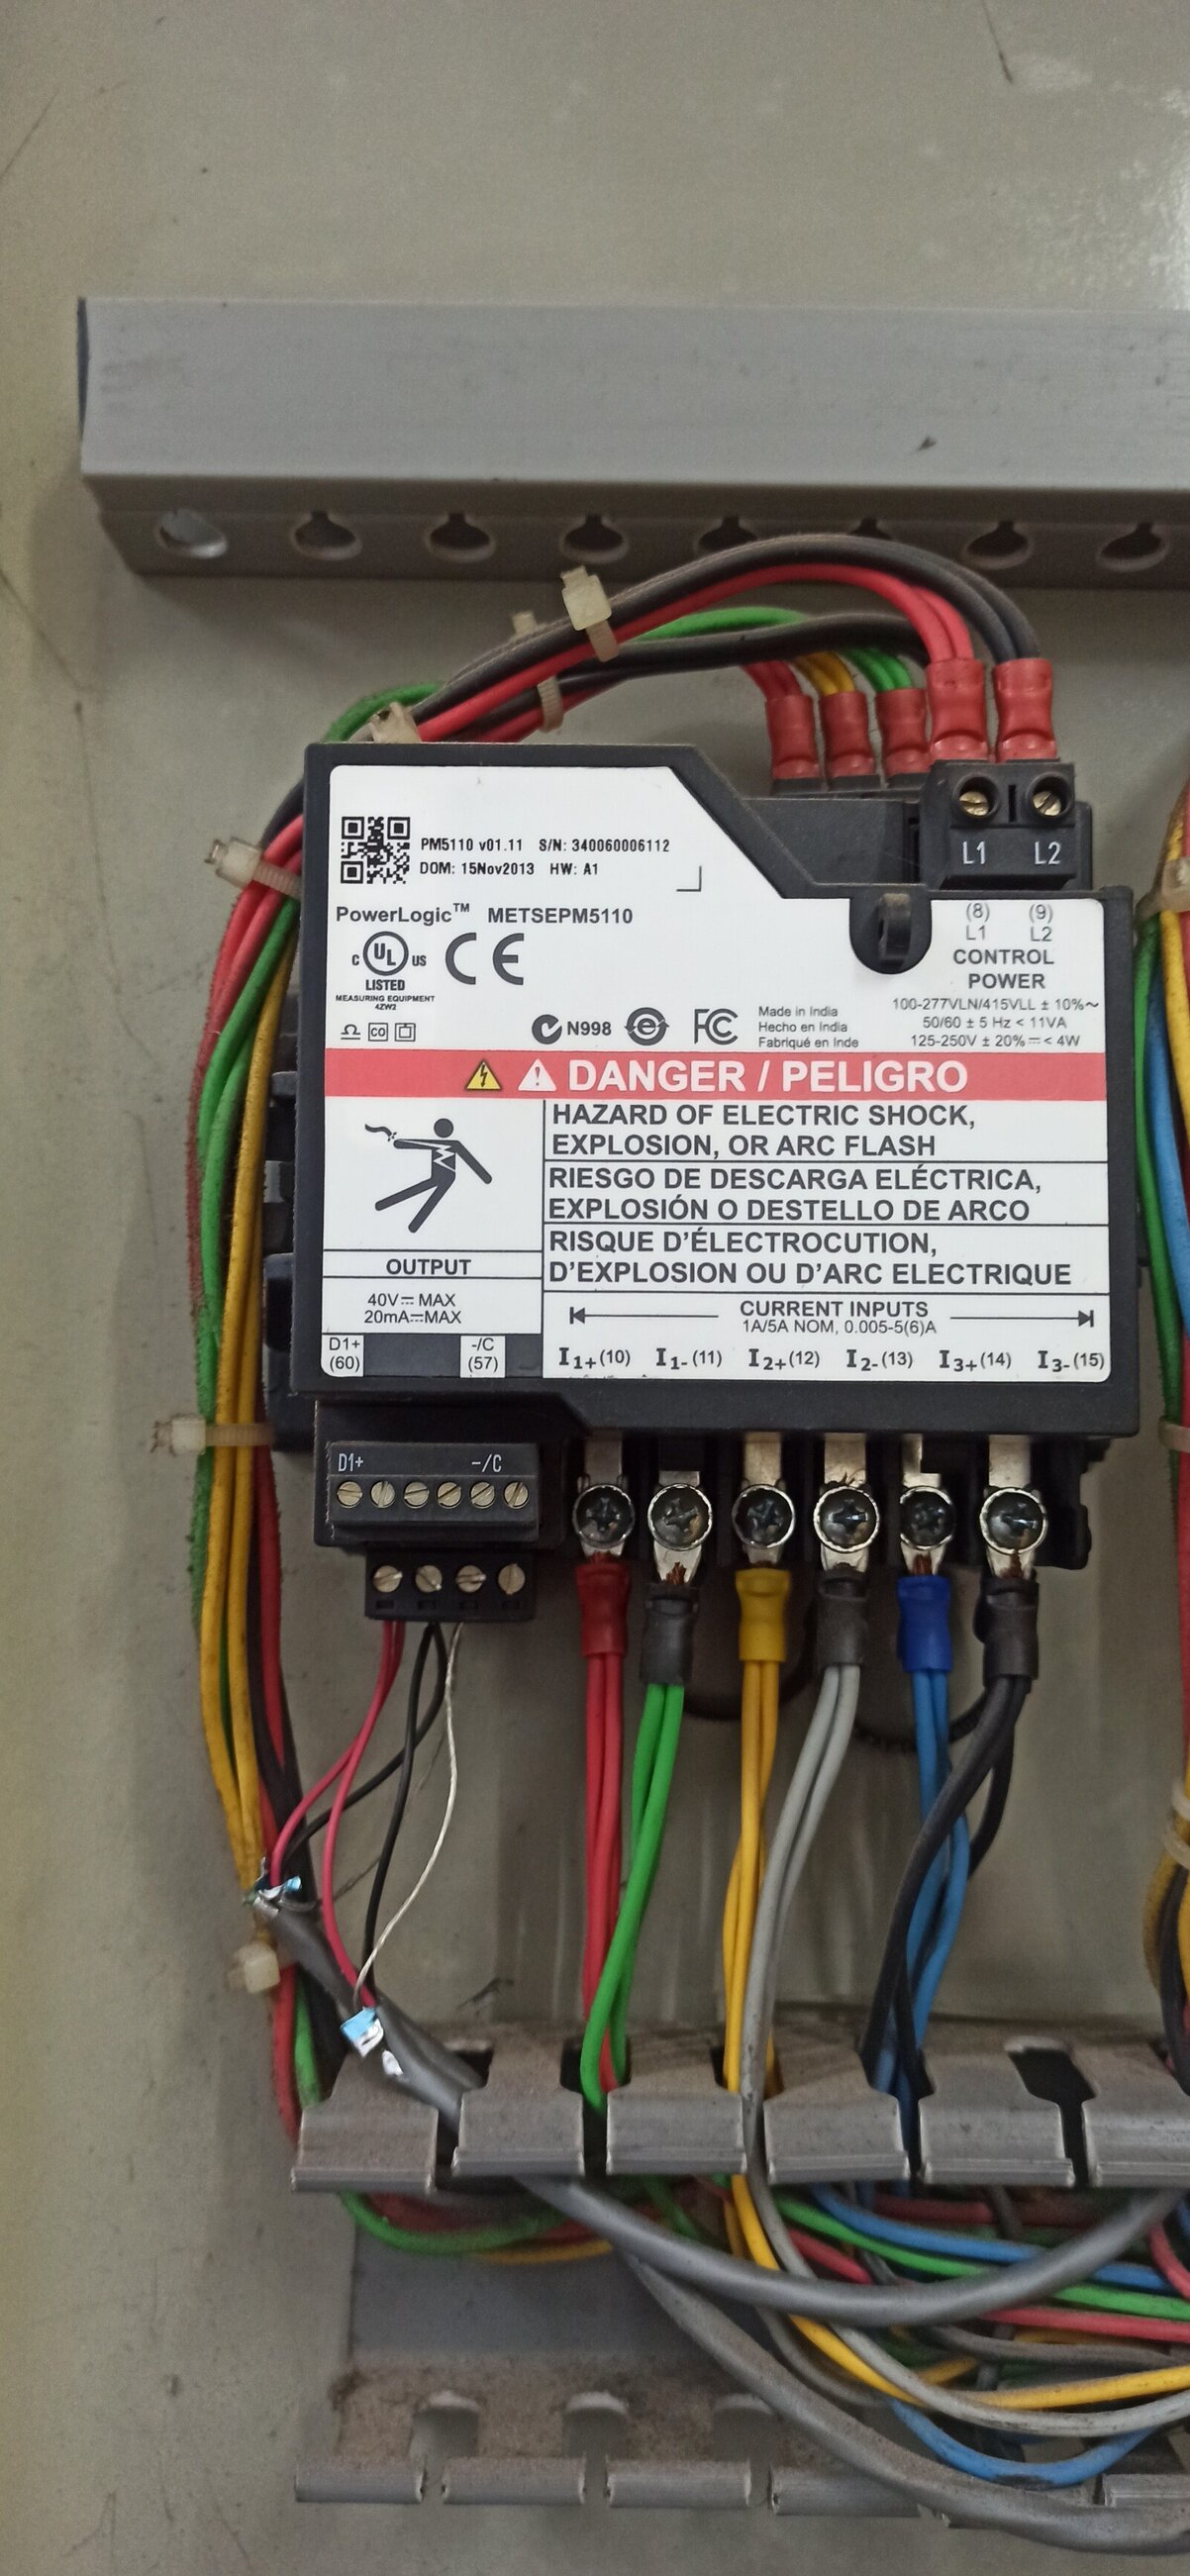 L1 L2
PM5110 v01.11 S/N: 340060006112
DOM: 15Nov2013 HW: A1
PowerLogic™ METSEPM5110
(8) (9)
L1 L2
CONTROL
POWER
100-277VLN/415VLL ± 10%~
50/60 ± 5 Hz < 11VA
125-250V ± 20%⎓< 4W
C UL US
LISTED
MEASURING EQUIPMENT
4ZW2
CE
CO
N998
FC
Made in India
Hecho en India
Fabriqué en Inde
DANGER / PELIGRO
HAZARD OF ELECTRIC SHOCK,
EXPLOSION, OR ARC FLASH
RIESGO DE DESCARGA ELÉCTRICA,
EXPLOSIÓN O DESTELLO DE ARCO
RISQUE D'ÉLECTROCUTION,
D'EXPLOSION OU D'ARC ELECTRIQUE
OUTPUT
40V⎓ MAX
20mA⎓MAX
D1+ -/C
(60) (57)
CURRENT INPUTS
1A/5A NOM, 0.005-5(6)A
I1+(10) I1-(11) I2+(12) I2-(13) I3+(14) I3-(15)
D1+ -/C